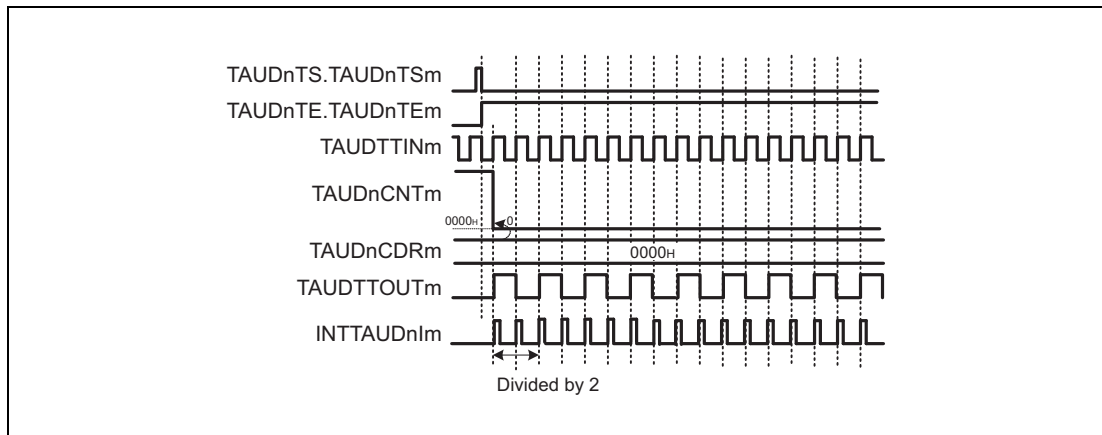 TAUDnTS.TAUDnTSm
TAUDnTE.TAUDnTEm
TAUDTTINm
TAUDnCNTm
0000H
0
TAUDnCDRm
0000H
TAUDTTOUTm
INTTAUDnIm
Divided by 2